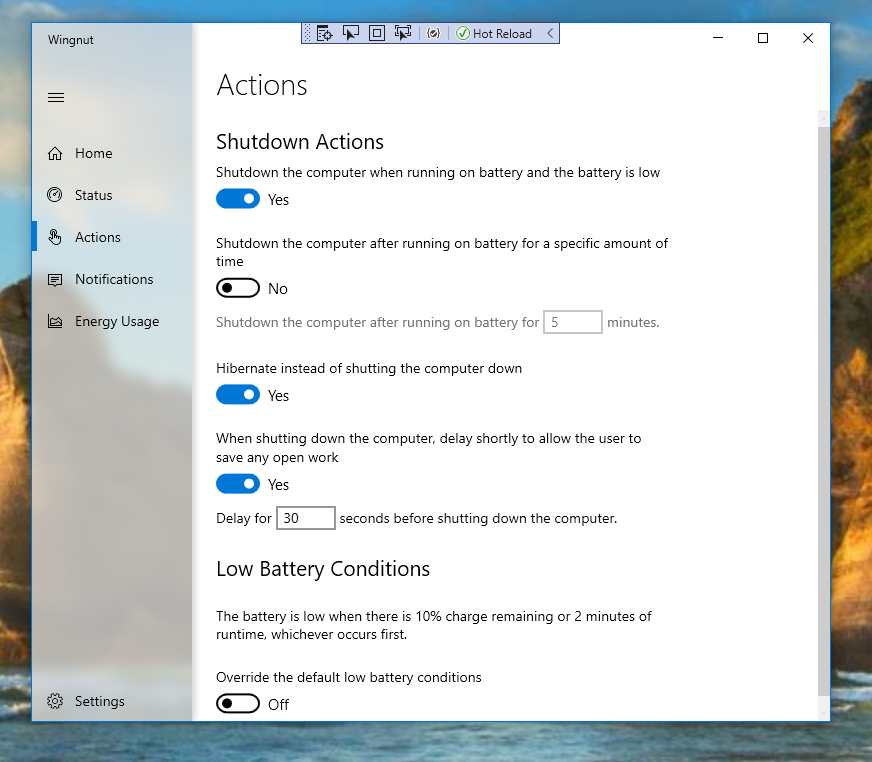 Wingnut
Hot Reload
Home
Status
Actions
Notifications
Energy Usage
Settings
Actions
Shutdown Actions
Shutdown the computer when running on battery and the battery is low
Yes
Shutdown the computer after running on battery for a specific amount of
time
No
Shutdown the computer after running on battery for 5 minutes.
Hibernate instead of shutting the computer down
Yes
When shutting down the computer, delay shortly to allow the user to
save any open work
Yes
Delay for 30 seconds before shutting down the computer.
Low Battery Conditions
The battery is low when there is 10% charge remaining or 2 minutes of
runtime, whichever occurs first.
Override the default low battery conditions
Off